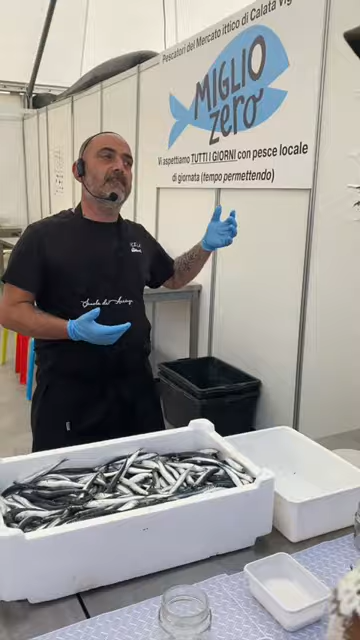 Pescatori del Mercato ittico di Calata Vig
MIGLIO
zero
Vi aspettiamo TUTTI I GIORNI con pesce locale
di giornata (tempo permettendo)